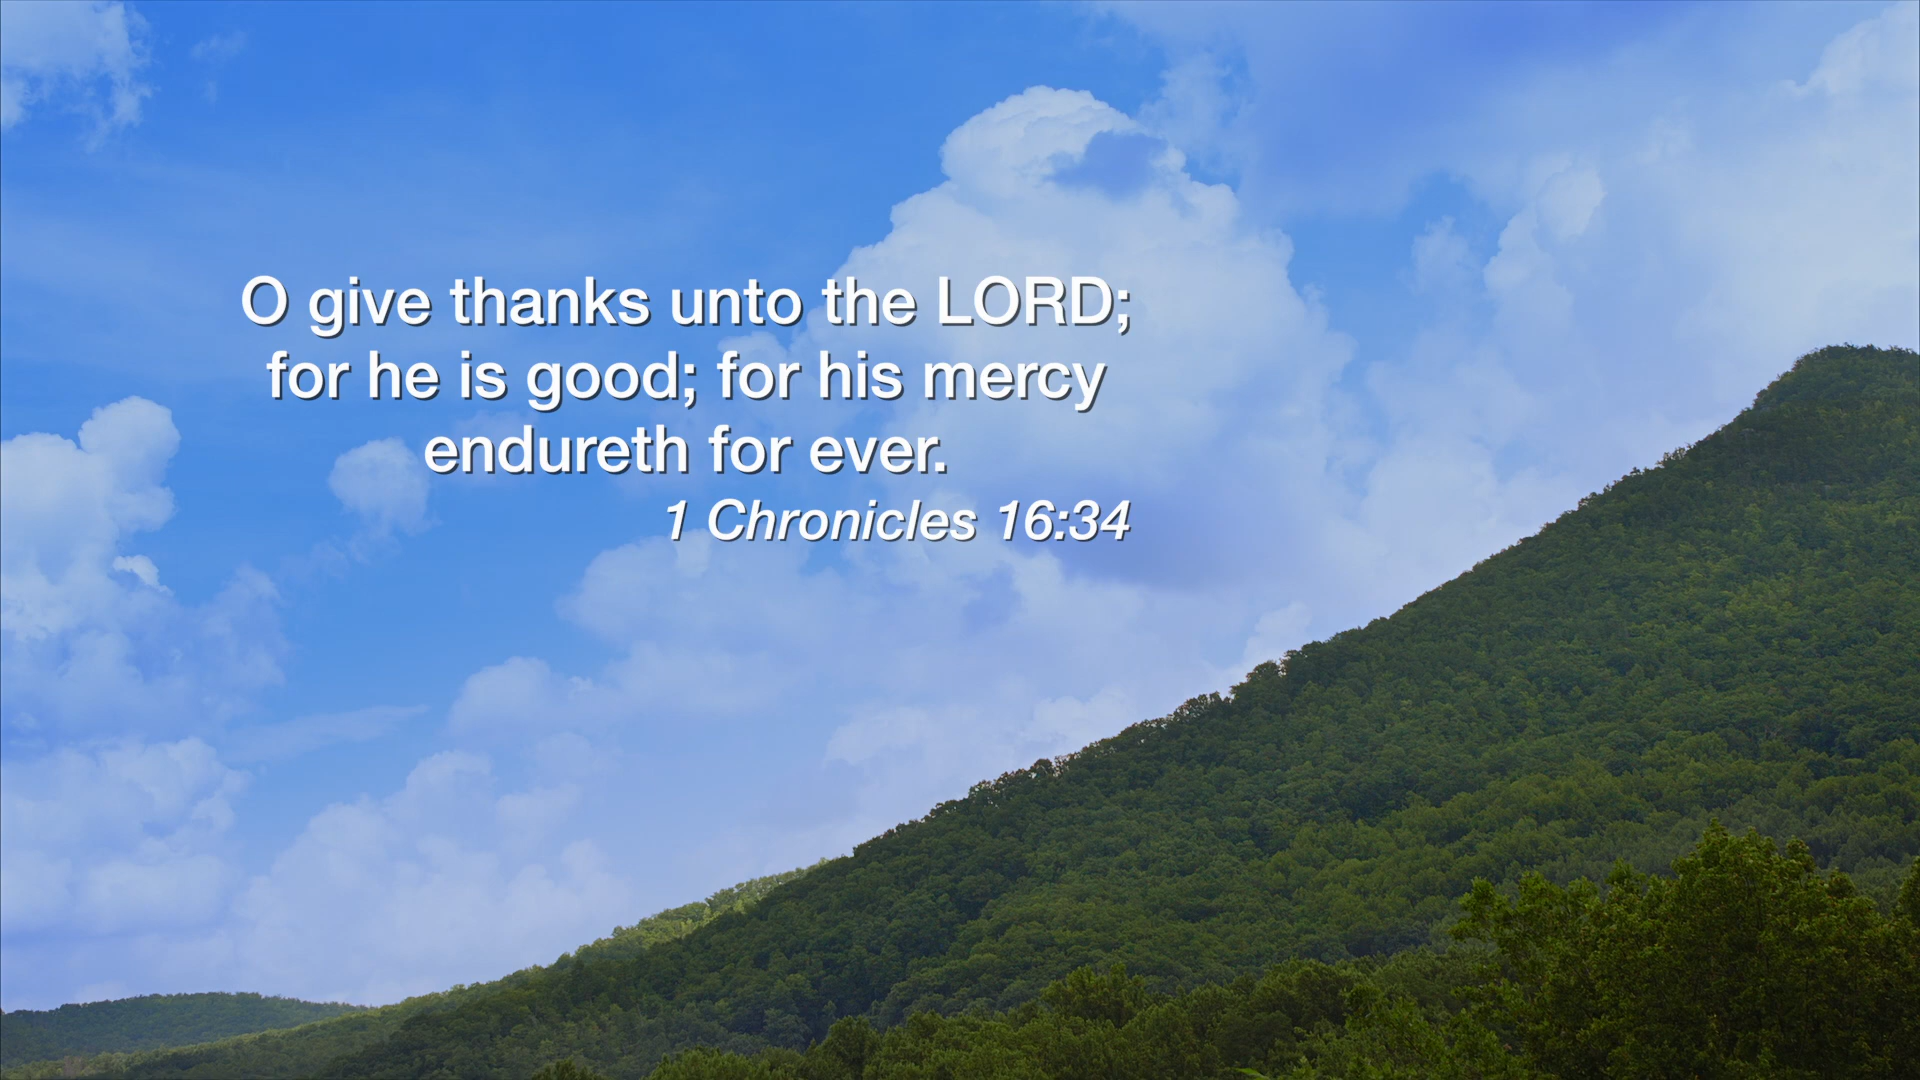 O give thanks unto the LORD;
for he is good; for his mercy
endureth for ever.
1 Chronicles 16:34